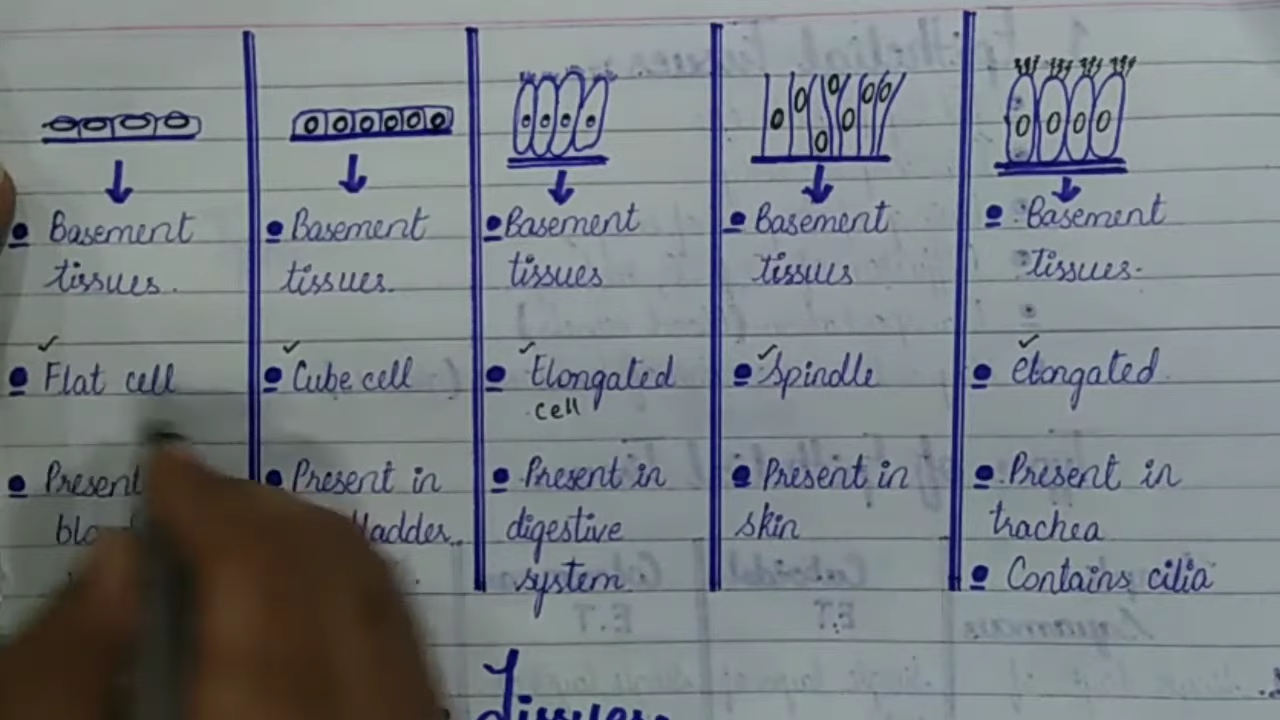 Basement
tissues.
Flat cell
Present
Basement
tissues.
Cube cell
Present in
Basement
tissues
Elongated
cell
Present in
digestive
system
Basement
tissues
Spindle
Present in
skin
Basement
tissues.
elongated
Present in
trachea
Contains cilia
Tissues